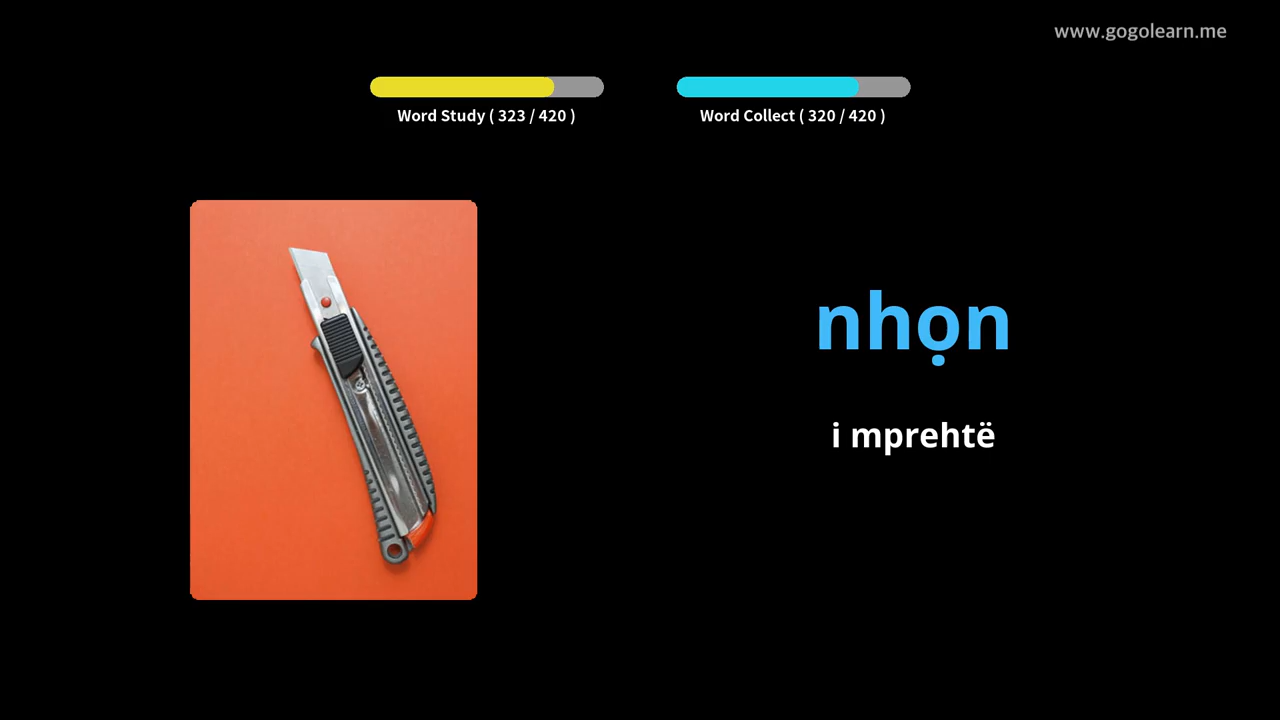 www.gogolearn.me
Word Study ( 323 / 420 )
Word Collect ( 320 / 420 )
nhọn
i mprehtë